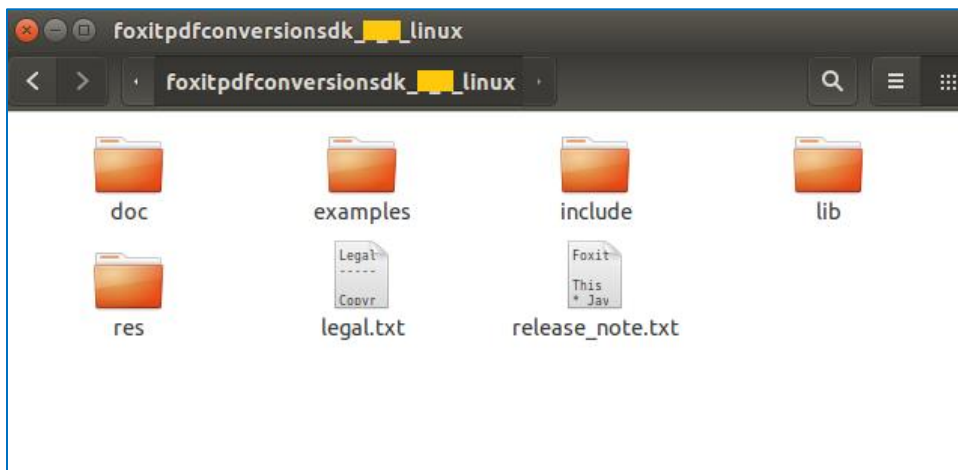 foxitpdfconversionsdk_ _ _linux
foxitpdfconversionsdk_ _ _linux
doc
examples
include
lib
Legal
-----
Copyr
Foxit
This
* Jav
res
legal.txt
release_note.txt